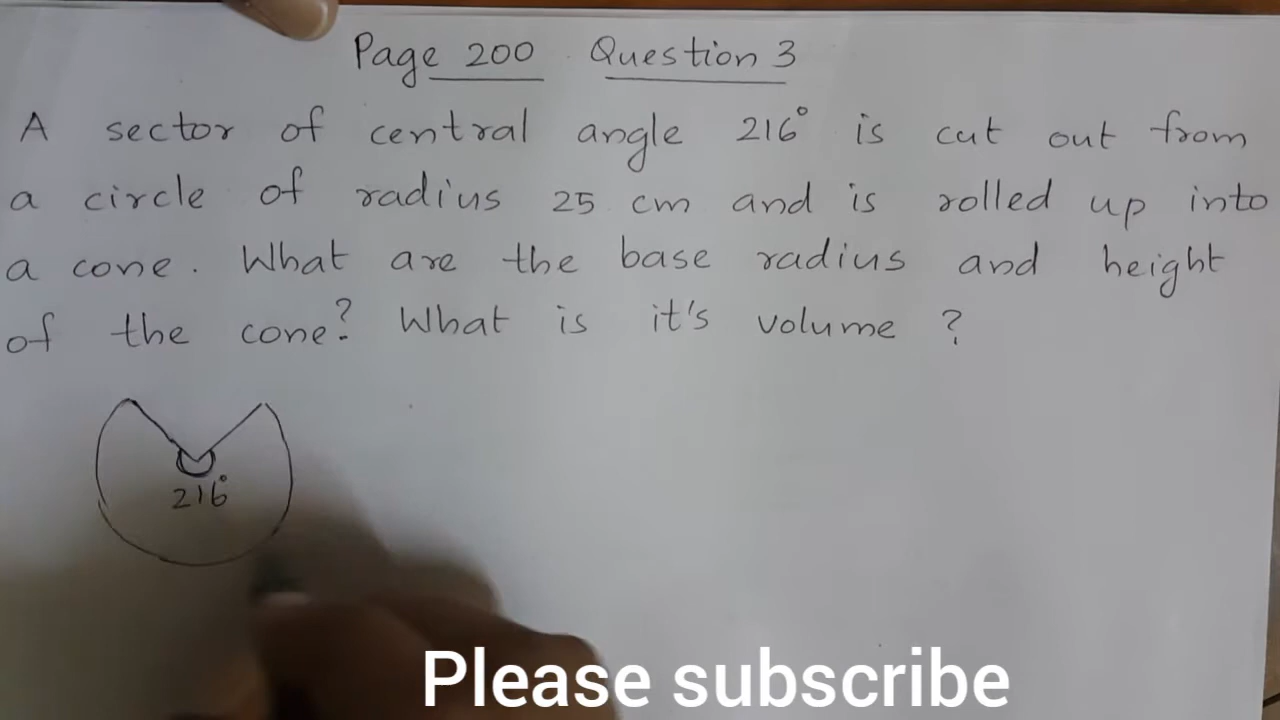 Page 200 Question 3
A sector of central angle 216° is cut out from
a circle of radius 25 cm and is rolled up into
a cone. What are the base radius and height
of the cone? What is it's volume ?
216°
Please subscribe